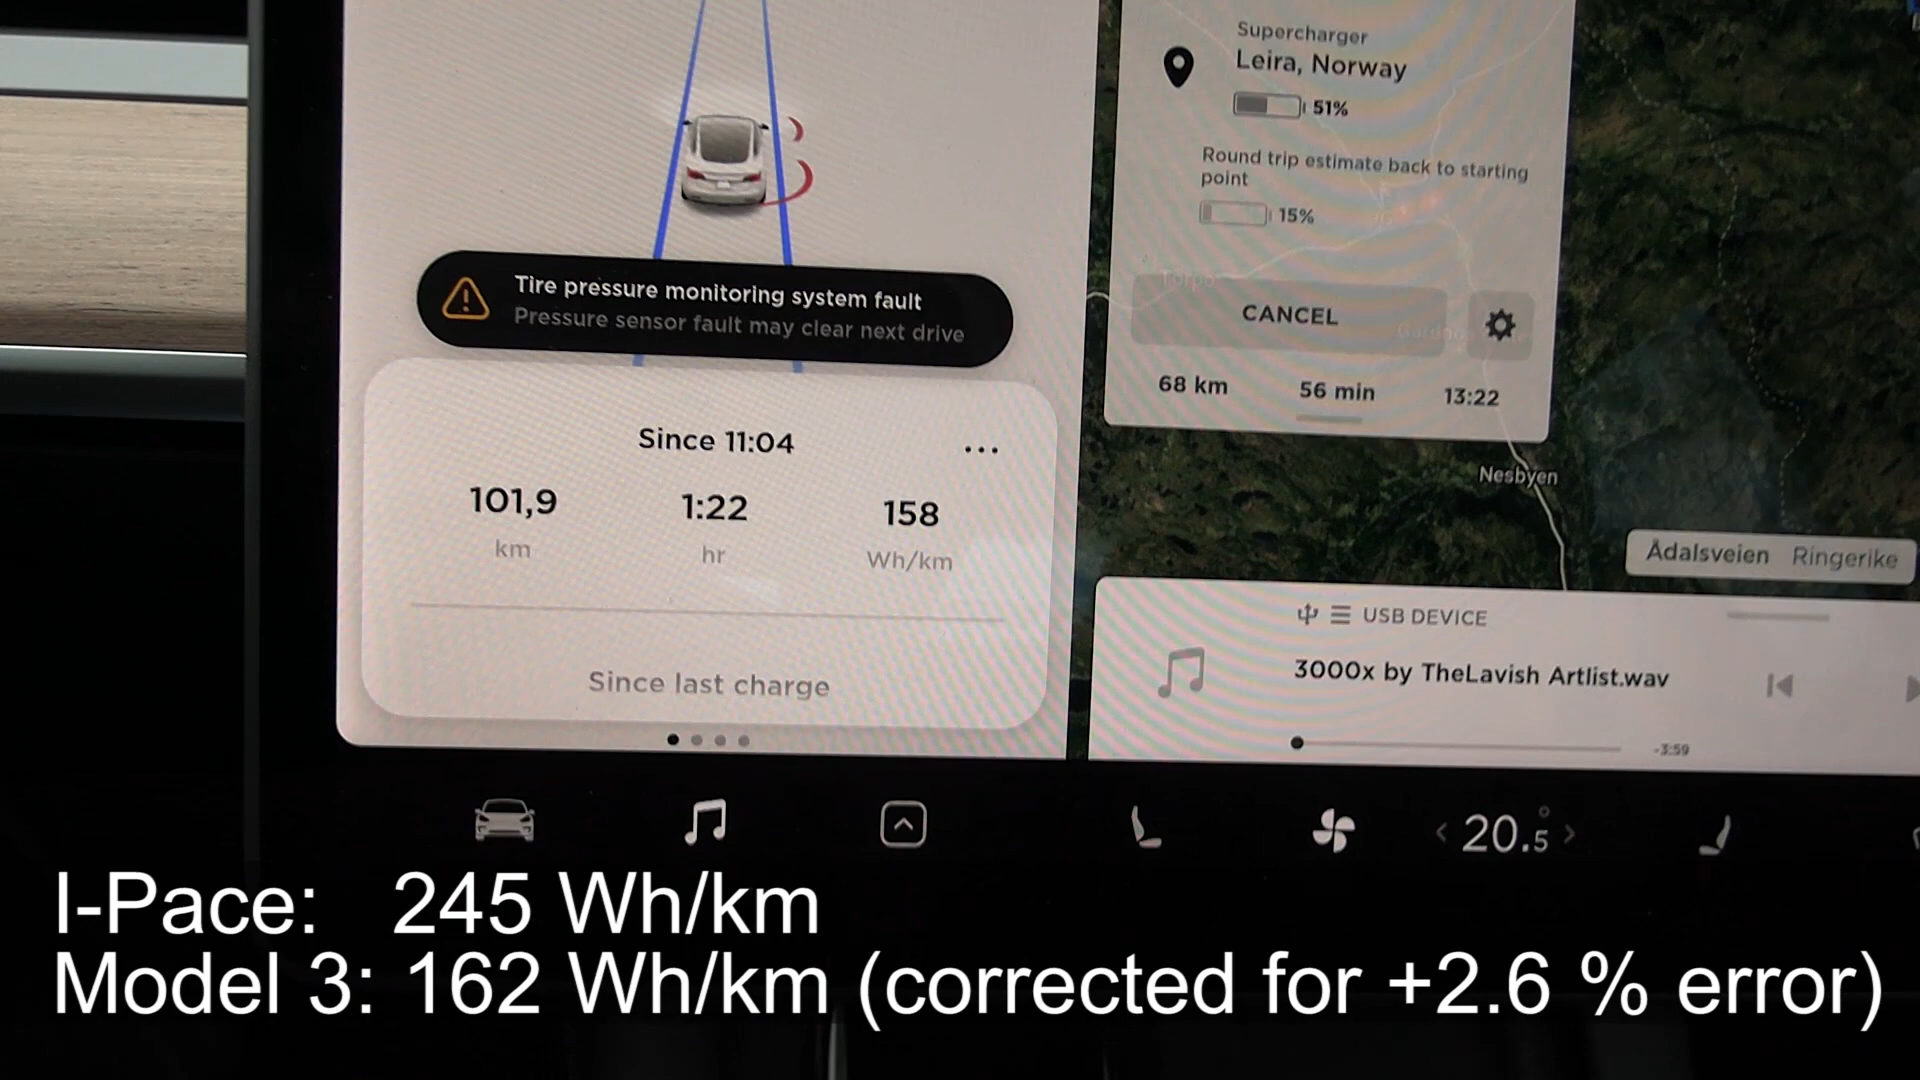 Supercharger
Leira, Norway
51%
Round trip estimate back to starting
point
15%
CANCEL
68 km 56 min 13:22
Tire pressure monitoring system fault
Pressure sensor fault may clear next drive
Since 11:04 ...
101,9 1:22 158
km hr Wh/km
Since last charge
Nesbyen
Ådalsveien Ringerike
USB DEVICE
3000x by TheLavish Artlist.wav
-3:59
20.5°
I-Pace: 245 Wh/km
Model 3: 162 Wh/km (corrected for +2.6 % error)